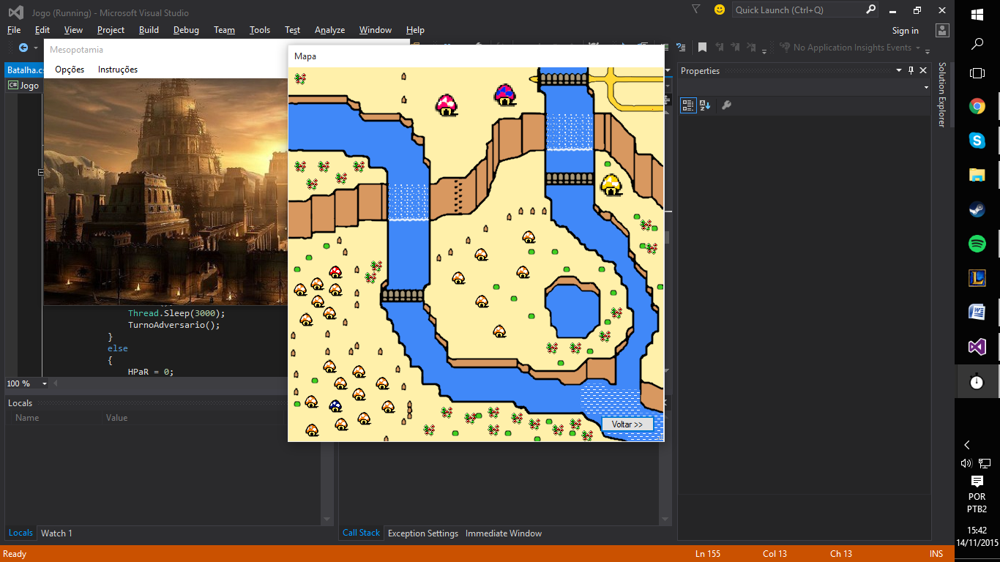 Jogo (Running) - Microsoft Visual Studio
Quick Launch (Ctrl+Q)
File Edit View Project Build Debug Team Tools Test Analyze Window Help
Sign in
No Application Insights Events
Batalha.c
Jogo
Mesopotamia
Opções Instruções
Mapa
Voltar >>
Thread.Sleep(3000);
TurnoAdversario();
}
else
{
HPaR = 0;
100 %
Properties
Solution Explorer
Locals
Name Value
Locals Watch 1
Call Stack Exception Settings Immediate Window
Ready
Ln 155 Col 13 Ch 13 INS
POR
PTB2
15:42
14/11/2015